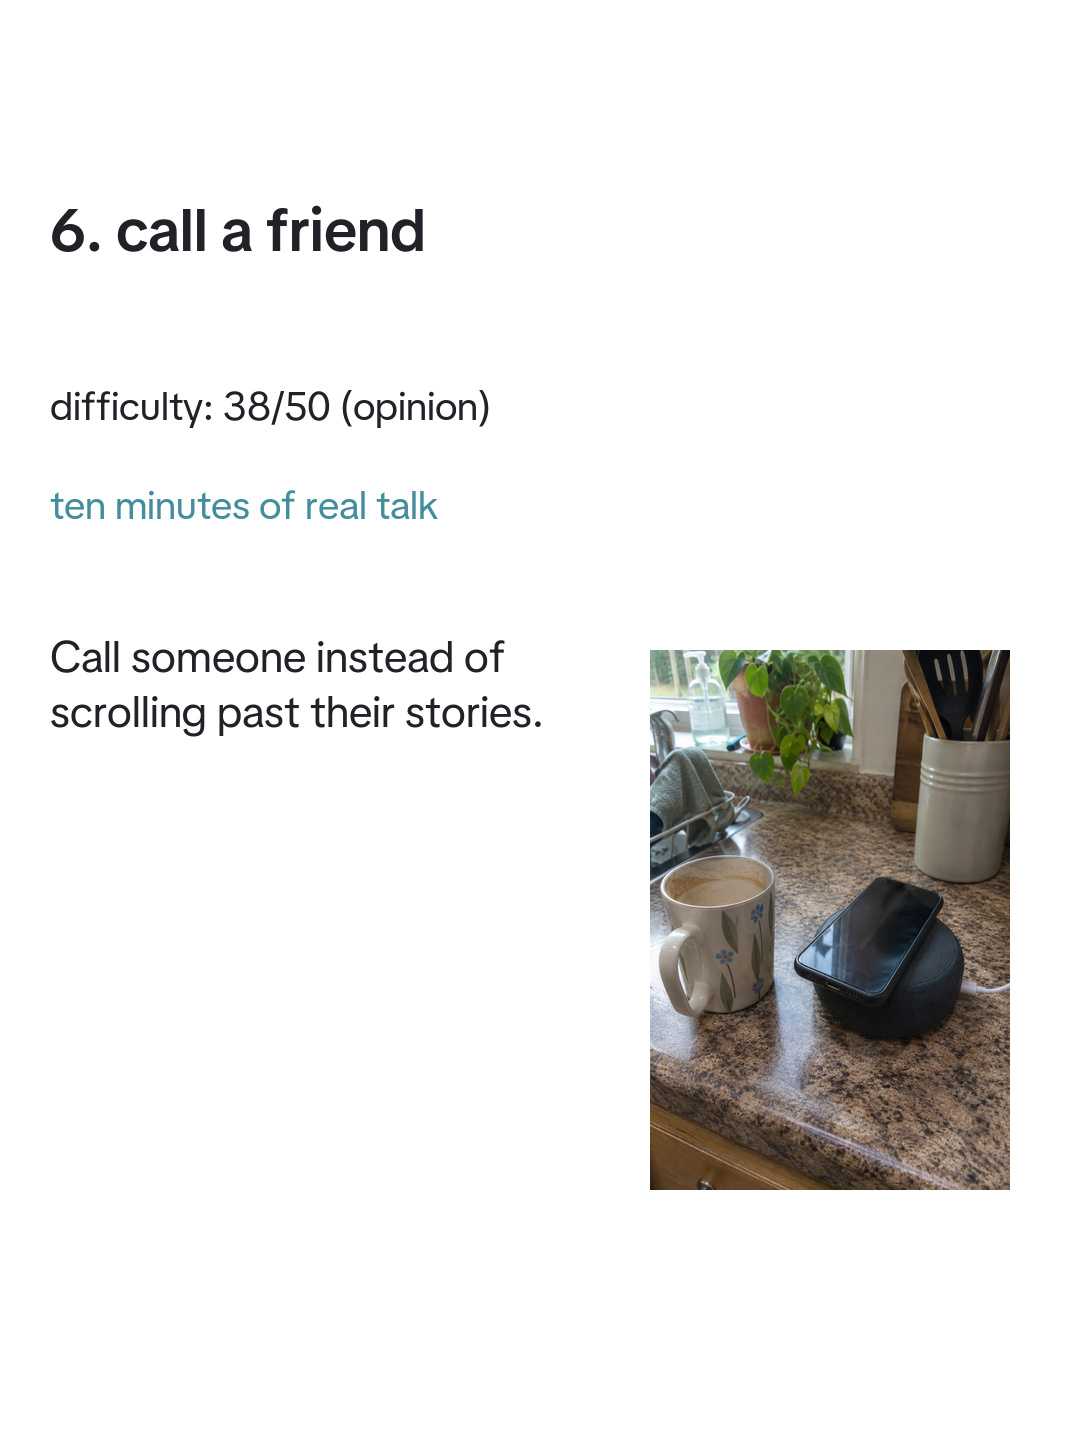 6. call a friend
difficulty: 38/50 (opinion)
ten minutes of real talk
Call someone instead of
scrolling past their stories.